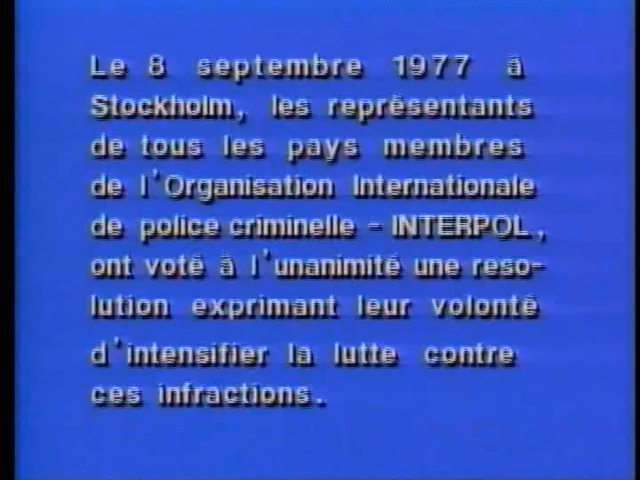 Le 8 septembre 1977 à
Stockholm, les représentants
de tous les pays membres
de l'Organisation Internationale
de police criminelle - INTERPOL,
ont voté à l'unanimité une reso-
lution exprimant leur volonté
d'intensifier la lutte contre
ces infractions.